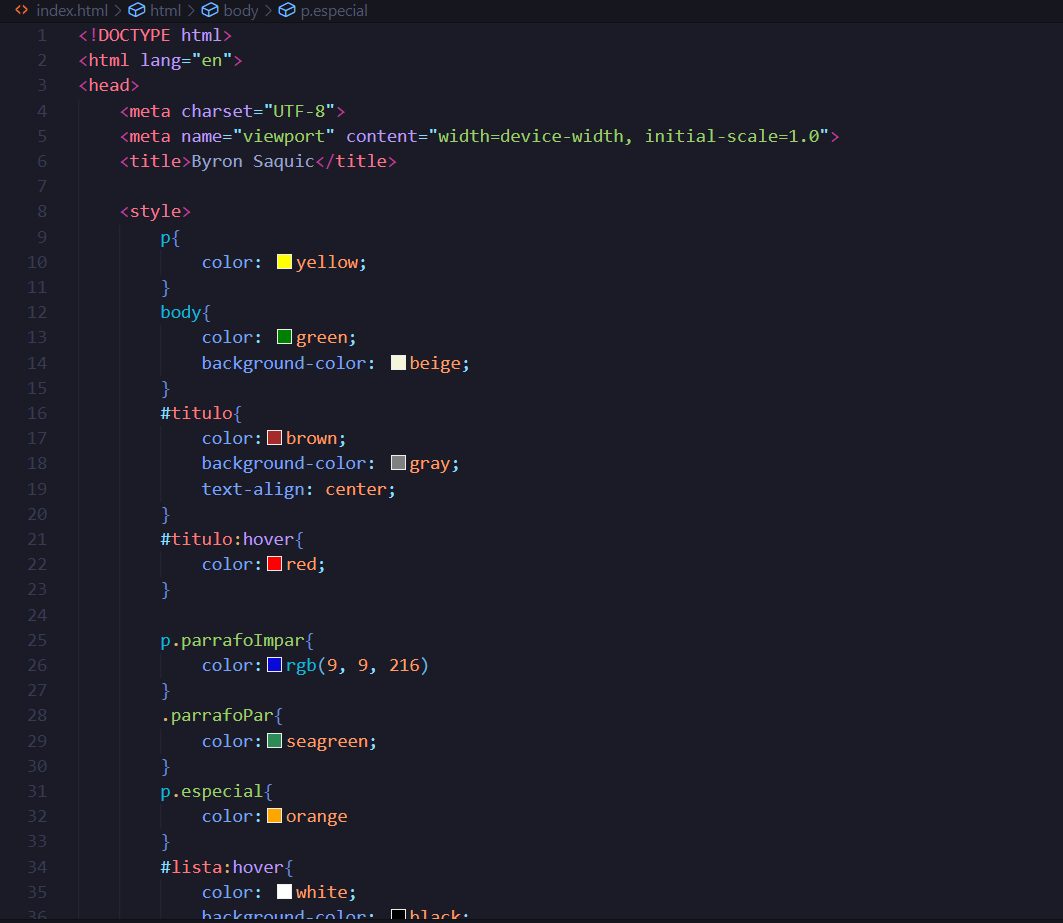 index.html > html > body > p.especial
1 <!DOCTYPE html>
2 <html lang="en">
3 <head>
4     <meta charset="UTF-8">
5     <meta name="viewport" content="width=device-width, initial-scale=1.0">
6     <title>Byron Saquic</title>
7
8     <style>
9         p{
10             color: yellow;
11         }
12         body{
13             color: green;
14             background-color: beige;
15         }
16         #titulo{
17             color:brown;
18             background-color: gray;
19             text-align: center;
20         }
21         #titulo:hover{
22             color:red;
23         }
24
25         p.parrafoImpar{
26             color:rgb(9, 9, 216)
27         }
28         .parrafoPar{
29             color:seagreen;
30         }
31         p.especial{
32             color:orange
33         }
34         #lista:hover{
35             color: white;
36             background-color: black;